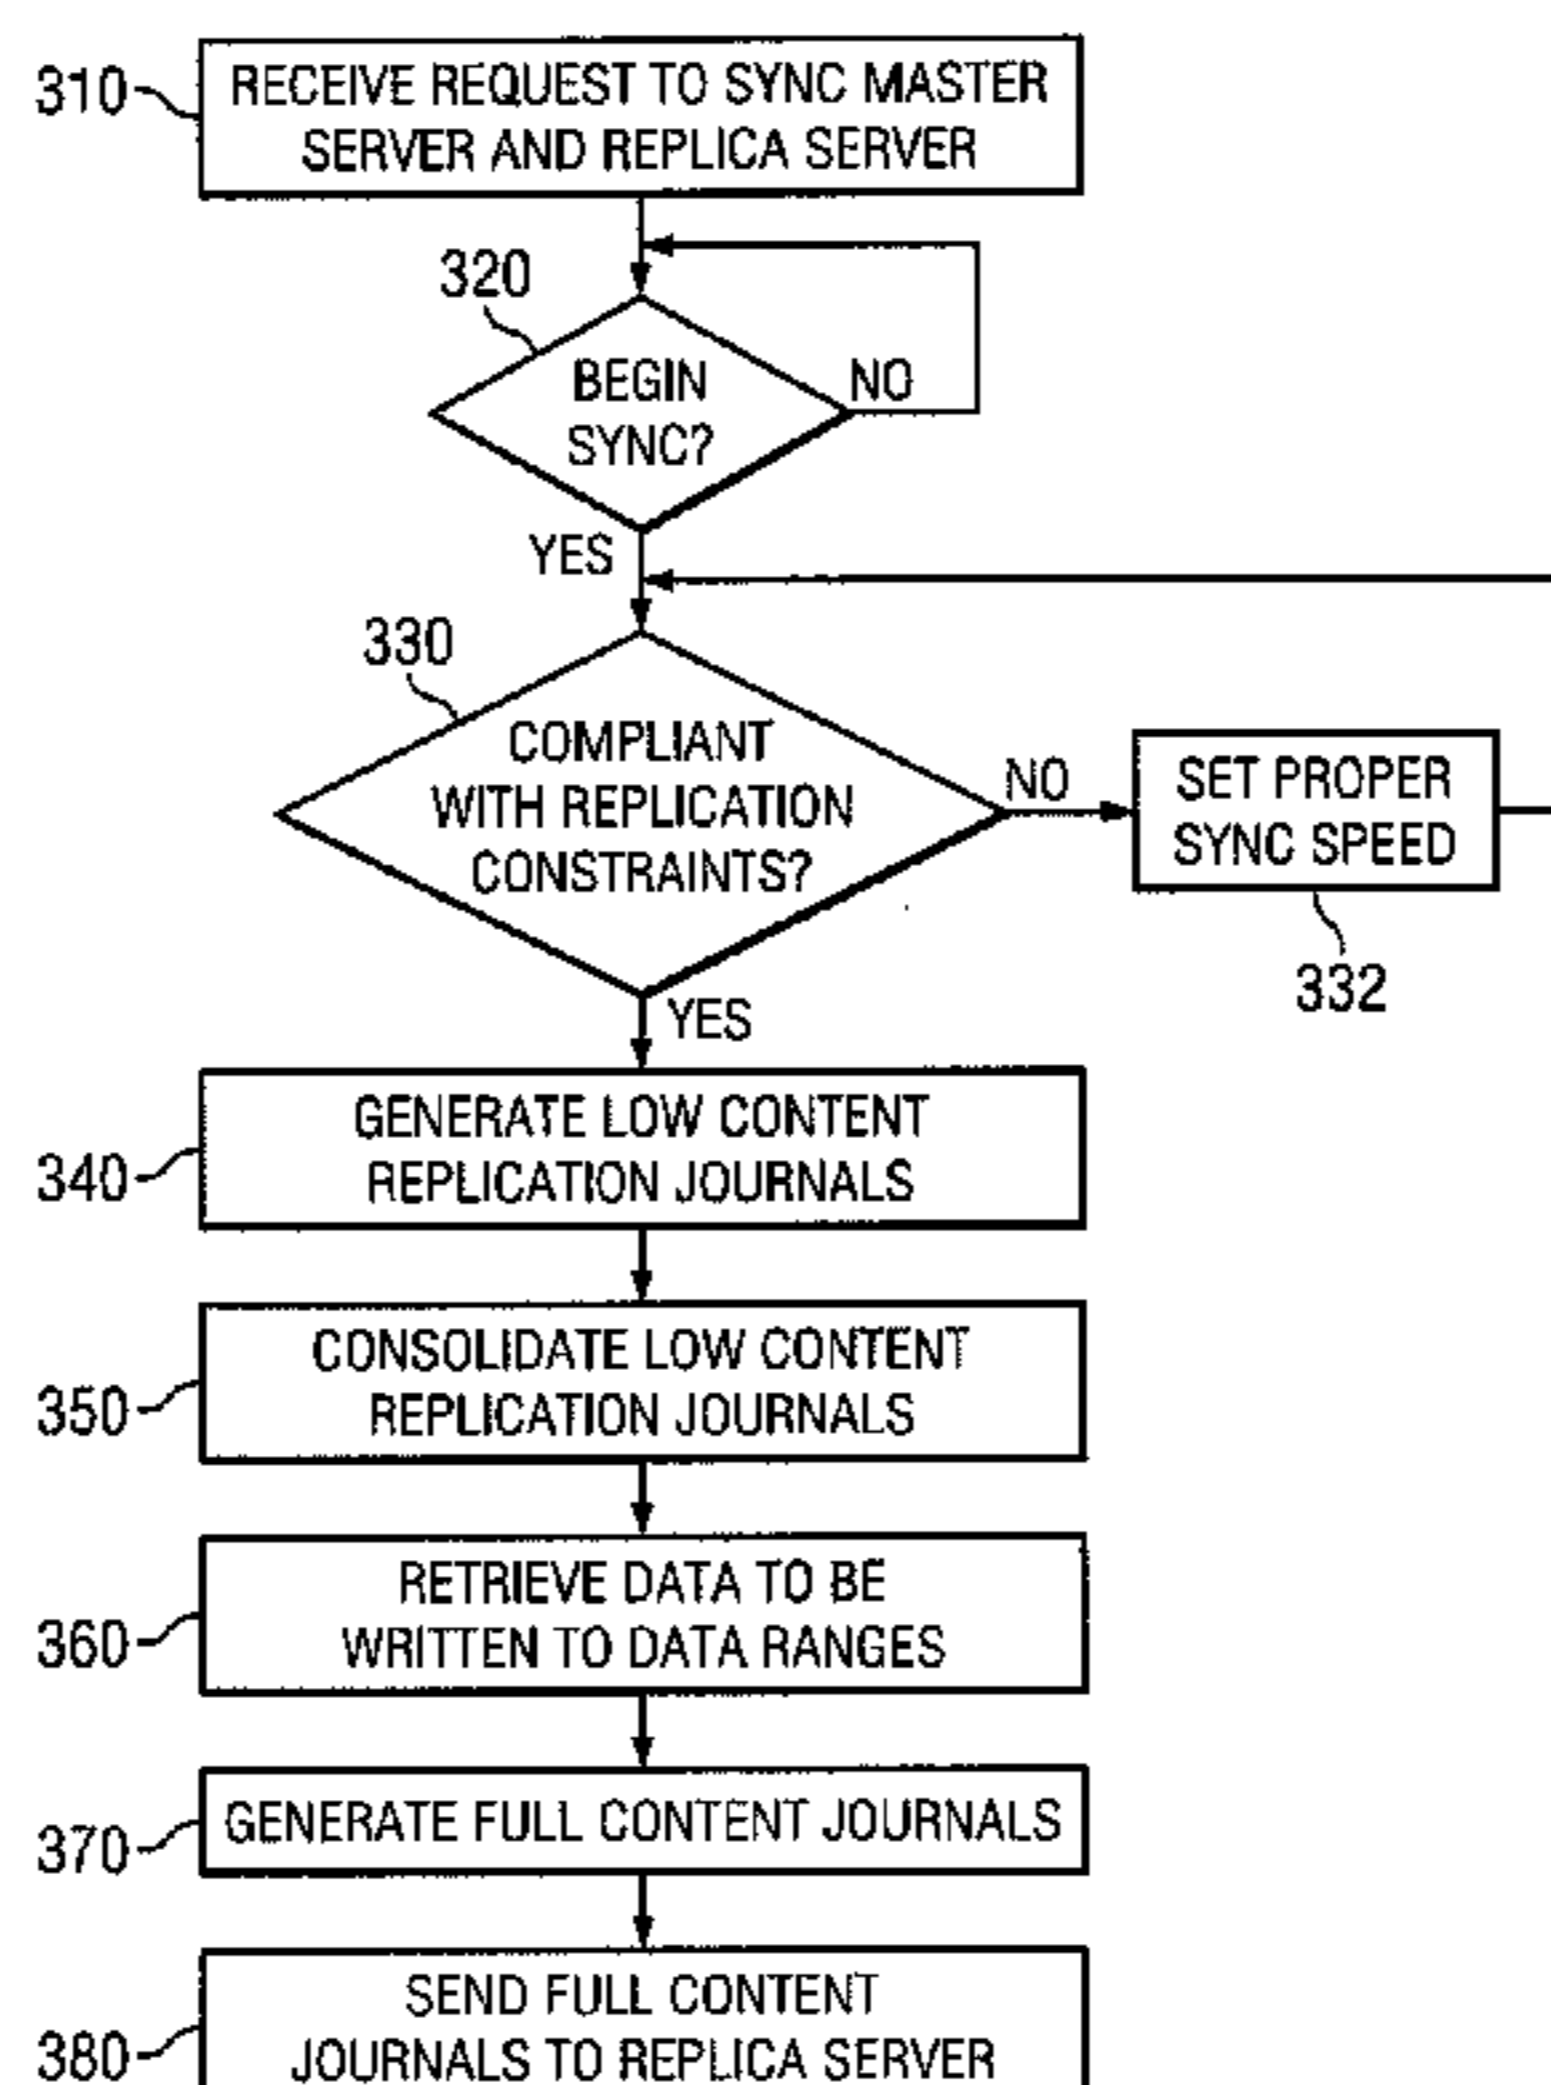 310
RECEIVE REQUEST TO SYNC MASTER
SERVER AND REPLICA SERVER
320
BEGIN
SYNC?
NO
YES
330
COMPLIANT
WITH REPLICATION
CONSTRAINTS?
NO
SET PROPER
SYNC SPEED
332
YES
340
GENERATE LOW CONTENT
REPLICATION JOURNALS
350
CONSOLIDATE LOW CONTENT
REPLICATION JOURNALS
360
RETRIEVE DATA TO BE
WRITTEN TO DATA RANGES
370
GENERATE FULL CONTENT JOURNALS
380
SEND FULL CONTENT
JOURNALS TO REPLICA SERVER